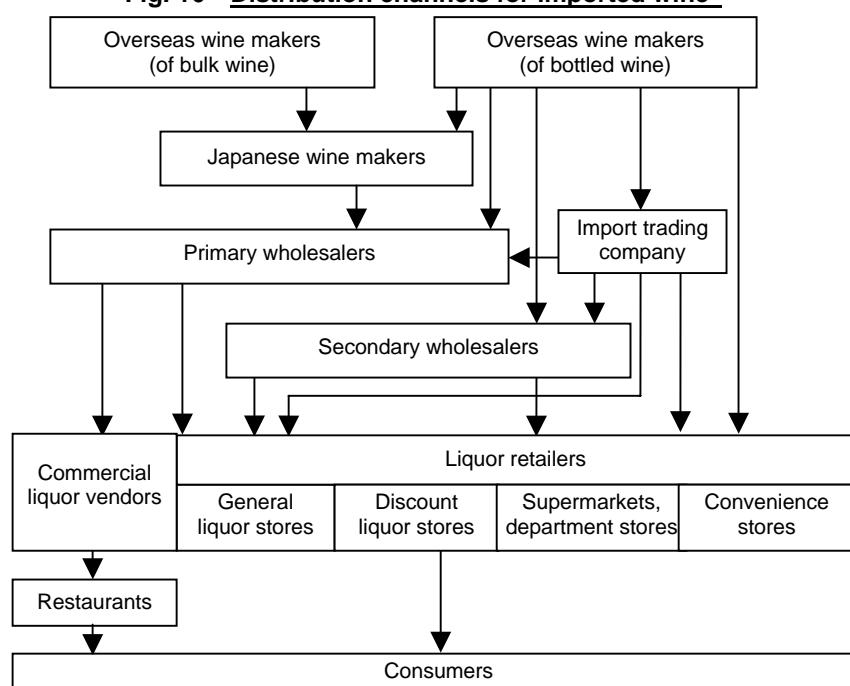 Distribution channels for imported wine
Overseas wine makers
(of bulk wine)
Overseas wine makers
(of bottled wine)
Japanese wine makers
Import trading
company
Primary wholesalers
Secondary wholesalers
Commercial
liquor vendors
Liquor retailers
General
liquor stores
Discount
liquor stores
Supermarkets,
department stores
Convenience
stores
Restaurants
Consumers